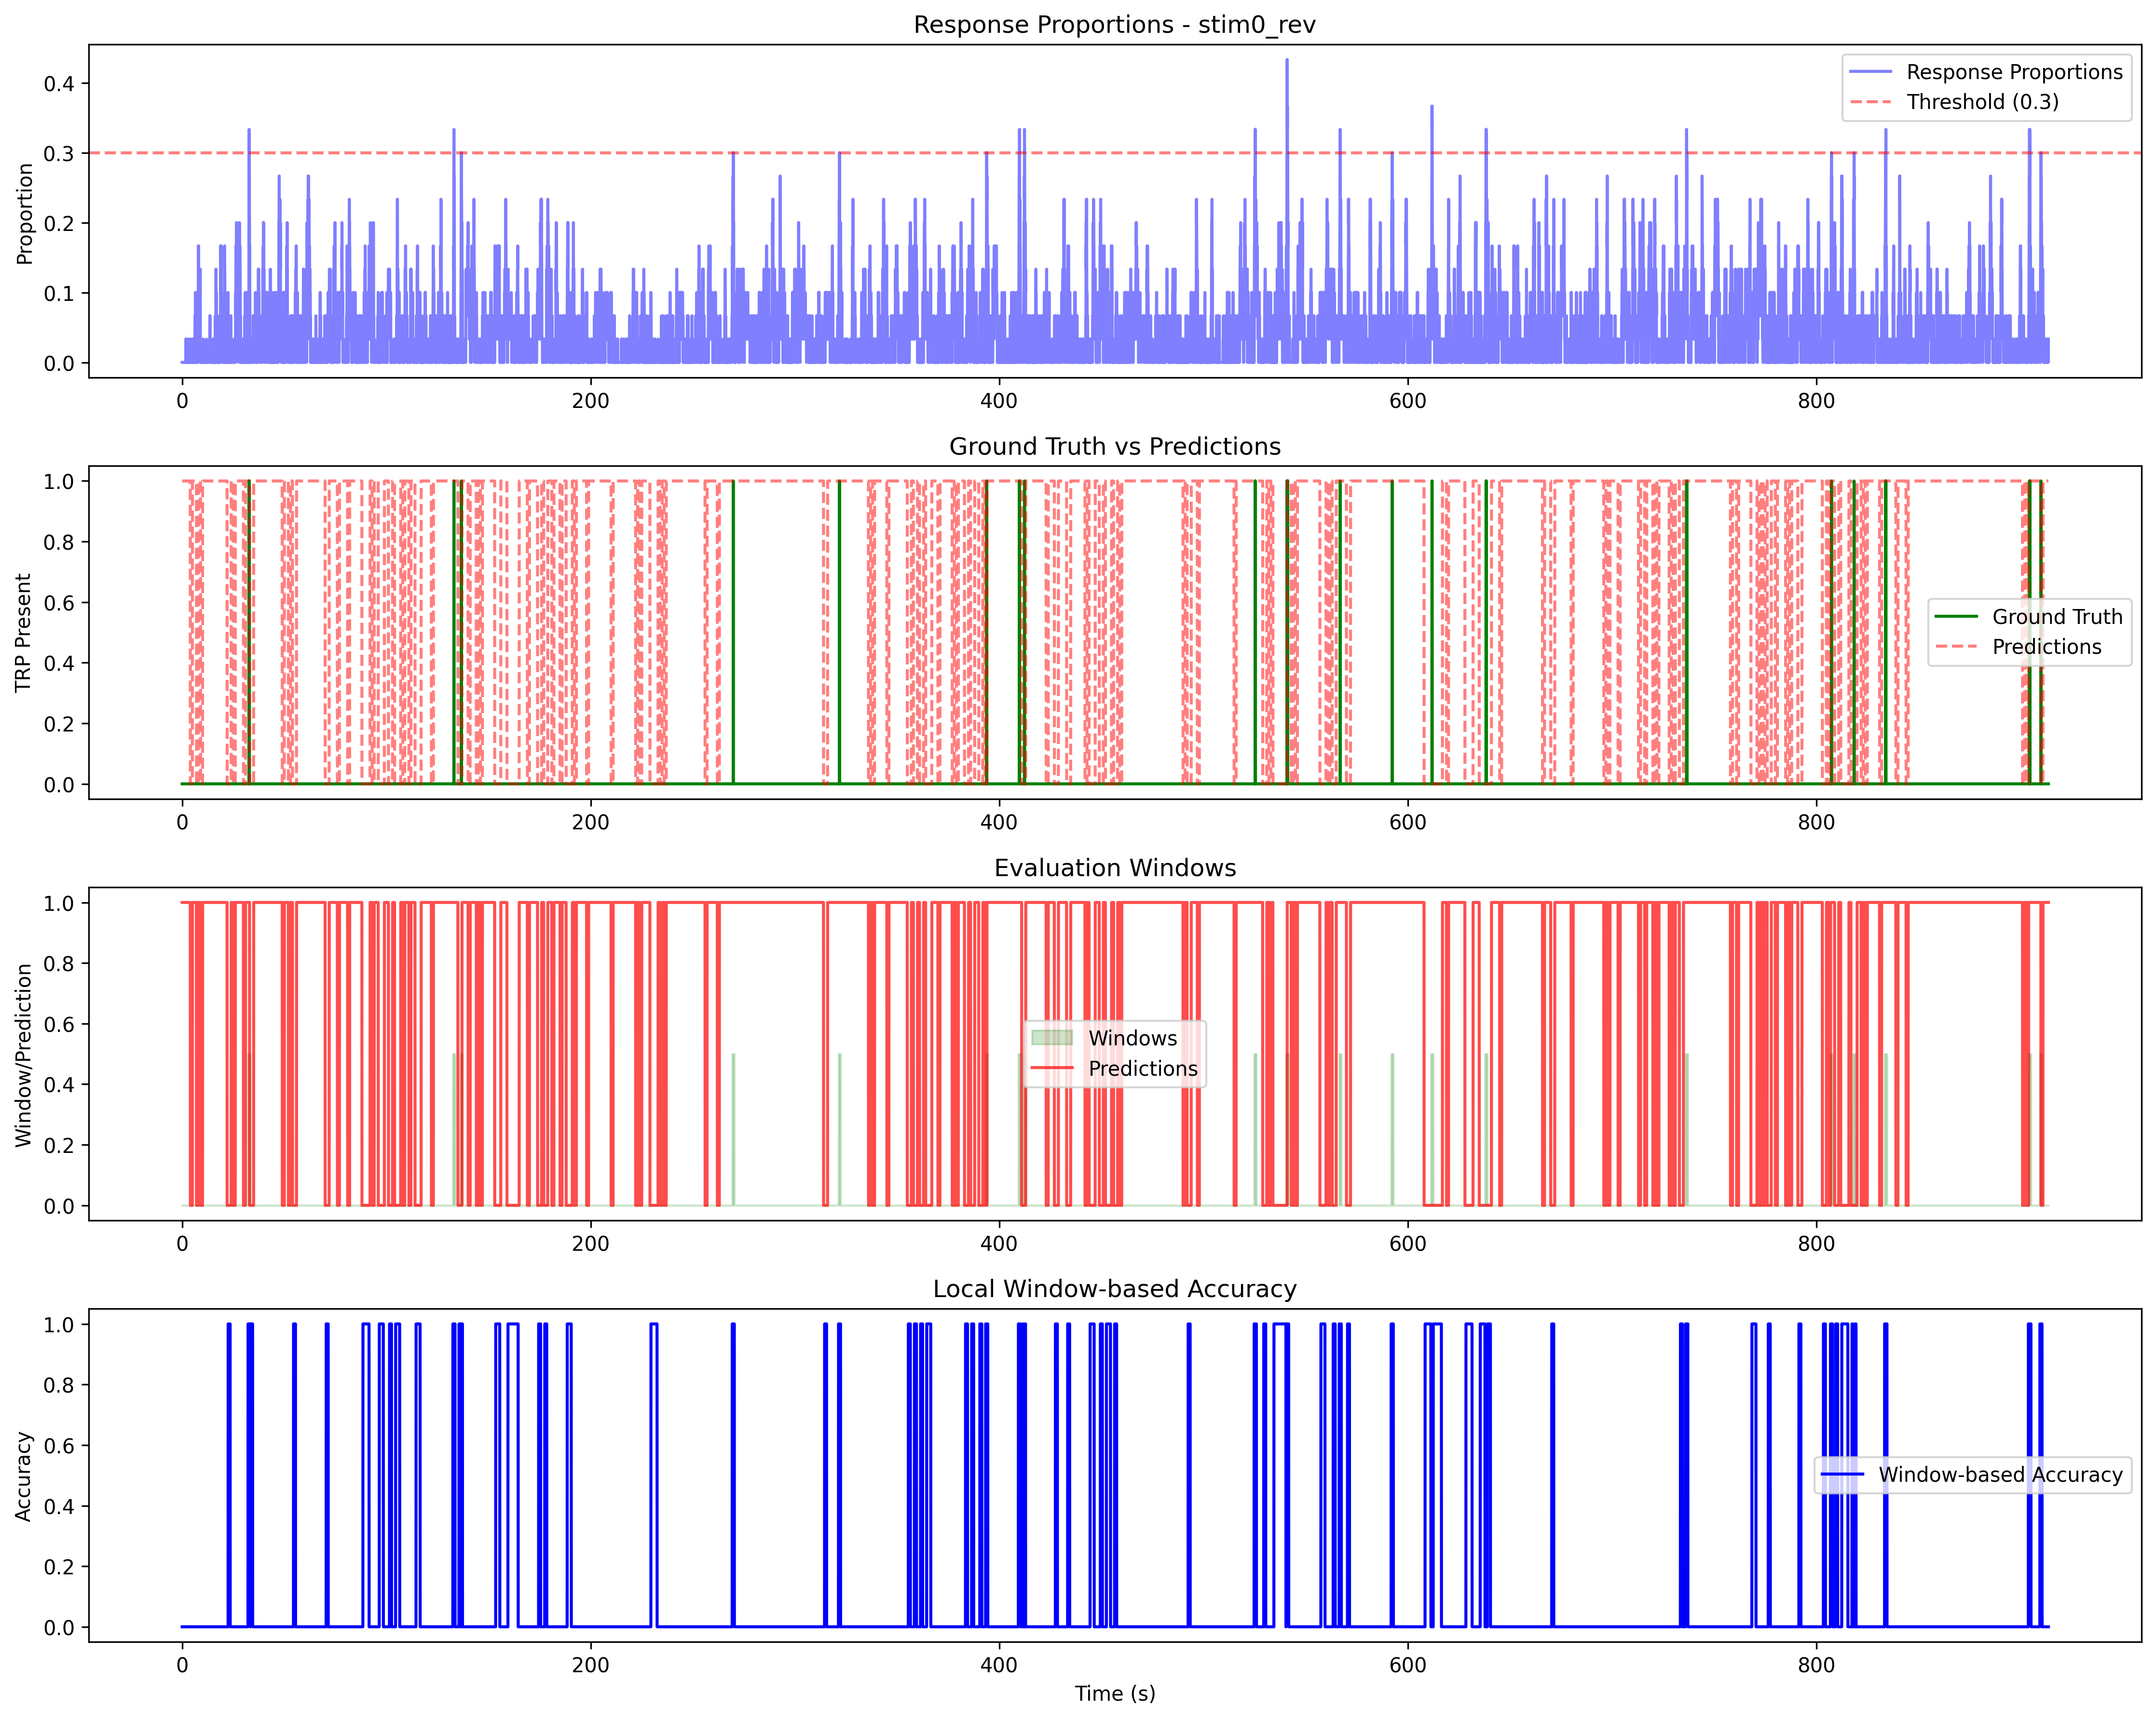 Response Proportions - stim0_rev
Proportion
0.4
0.3
0.2
0.1
0.0
Response Proportions
Threshold (0.3)
0 200 400 600 800
Ground Truth vs Predictions
TRP Present
1.0
0.8
0.6
0.4
0.2
0.0
Ground Truth
Predictions
0 200 400 600 800
Evaluation Windows
Window/Prediction
1.0
0.8
0.6
0.4
0.2
0.0
Windows
Predictions
0 200 400 600 800
Local Window-based Accuracy
Accuracy
1.0
0.8
0.6
0.4
0.2
0.0
Window-based Accuracy
0 200 400 600 800
Time (s)